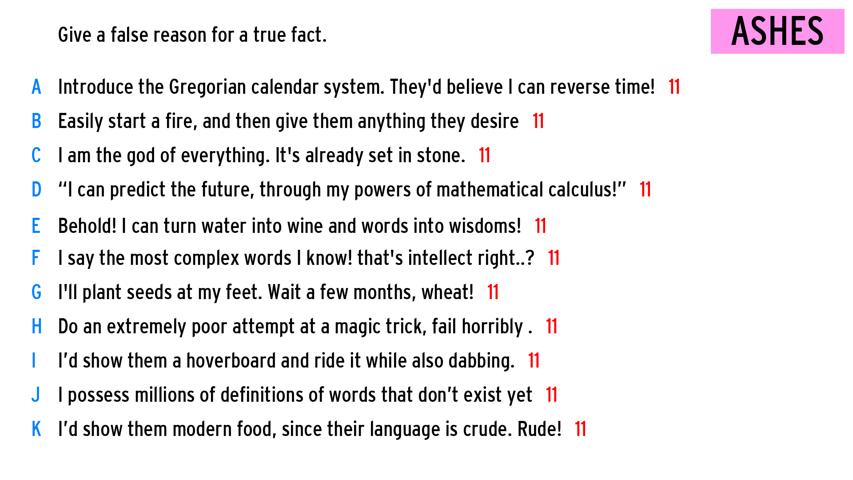 Give a false reason for a true fact.
ASHES
A Introduce the Gregorian calendar system. They'd believe I can reverse time! 11
B Easily start a fire, and then give them anything they desire 11
C I am the god of everything. It's already set in stone. 11
D “I can predict the future, through my powers of mathematical calculus!” 11
E Behold! I can turn water into wine and words into wisdoms! 11
F I say the most complex words I know! that's intellect right..? 11
G I'll plant seeds at my feet. Wait a few months, wheat! 11
H Do an extremely poor attempt at a magic trick, fail horribly . 11
I I’d show them a hoverboard and ride it while also dabbing. 11
J I possess millions of definitions of words that don’t exist yet 11
K I’d show them modern food, since their language is crude. Rude! 11